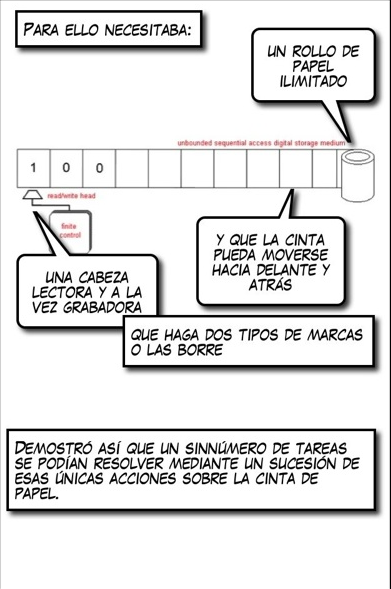 PARA ELLO NECESITABA:
UN ROLLO DE
PAPEL
ILIMITADO
unbounded sequential access digital storage medium
1 0 0
read/write head
finite
control
UNA CABEZA
LECTORA Y A LA
VEZ GRABADORA
Y QUE LA CINTA
PUEDA MOVERSE
HACIA DELANTE Y
ATRÁS
QUE HAGA DOS TIPOS DE MARCAS
O LAS BORRE
DEMOSTRÓ ASÍ QUE UN SINNÚMERO DE TAREAS
SE PODÍAN RESOLVER MEDIANTE UN SUCESIÓN DE
ESAS ÚNICAS ACCIONES SOBRE LA CINTA DE
PAPEL.